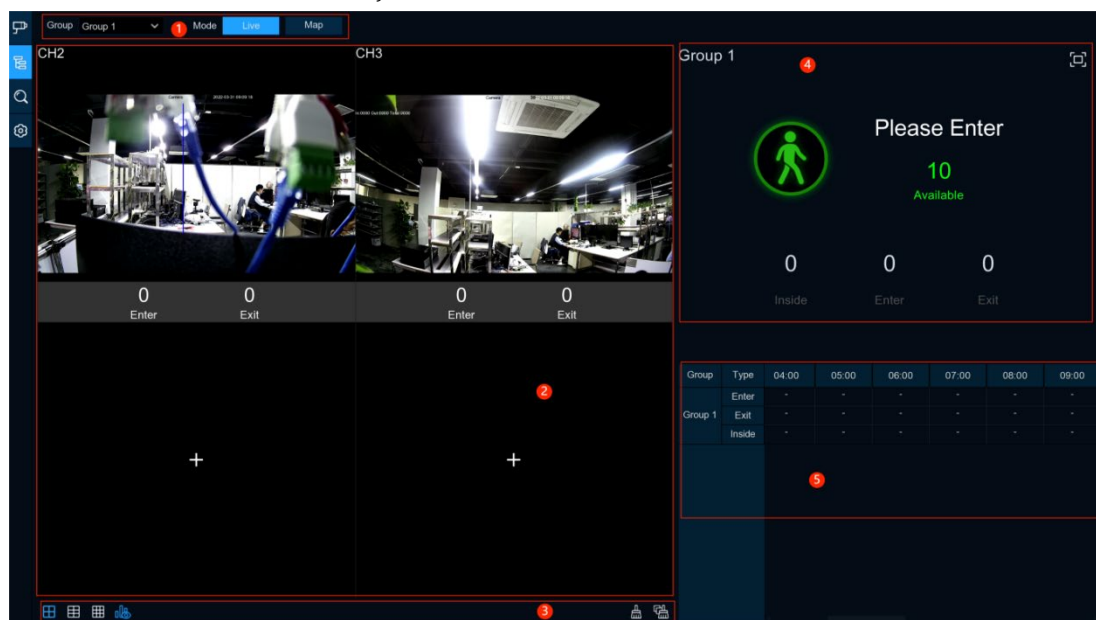 Group Group 1 1 Mode Live Map
CH2 CH3
Group 1 4
Camera
Camera
Please Enter
10
Available
0 0
Enter Exit
0 0
Enter Exit
0 0 0
Inside Enter Exit
2
Group Type 04:00 05:00 06:00 07:00 08:00 09:00
Group 1
Enter - - - - - -
Exit - - - - - -
Inside - - - - - -
5
3